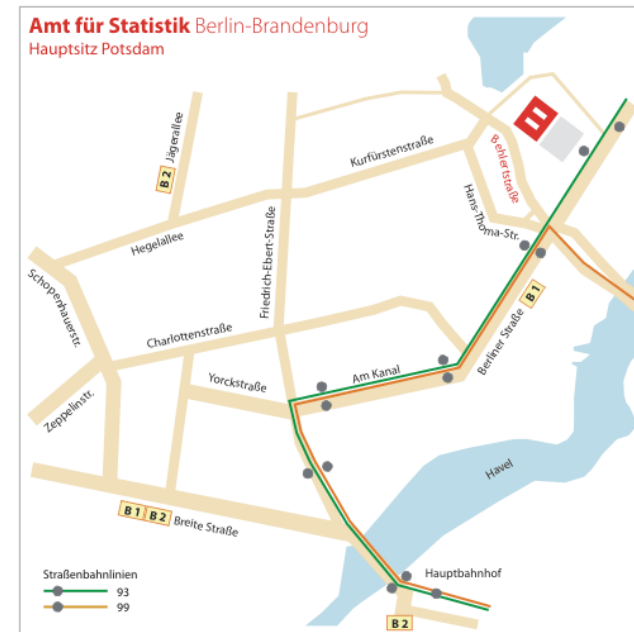 Amt für Statistik Berlin-Brandenburg
Hauptsitz Potsdam
B 2 Jägerallee
Kurfürstenstraße
Behlertstraße
Hans-Thoma-Str.
Hegelallee
Friedrich-Ebert-Straße
Schopenhauerstr.
Charlottenstraße
Berliner Straße B 1
Am Kanal
Yorckstraße
Zeppelinstr.
Havel
B 1 B 2 Breite Straße
Hauptbahnhof
Straßenbahnlinien
93
99
B 2